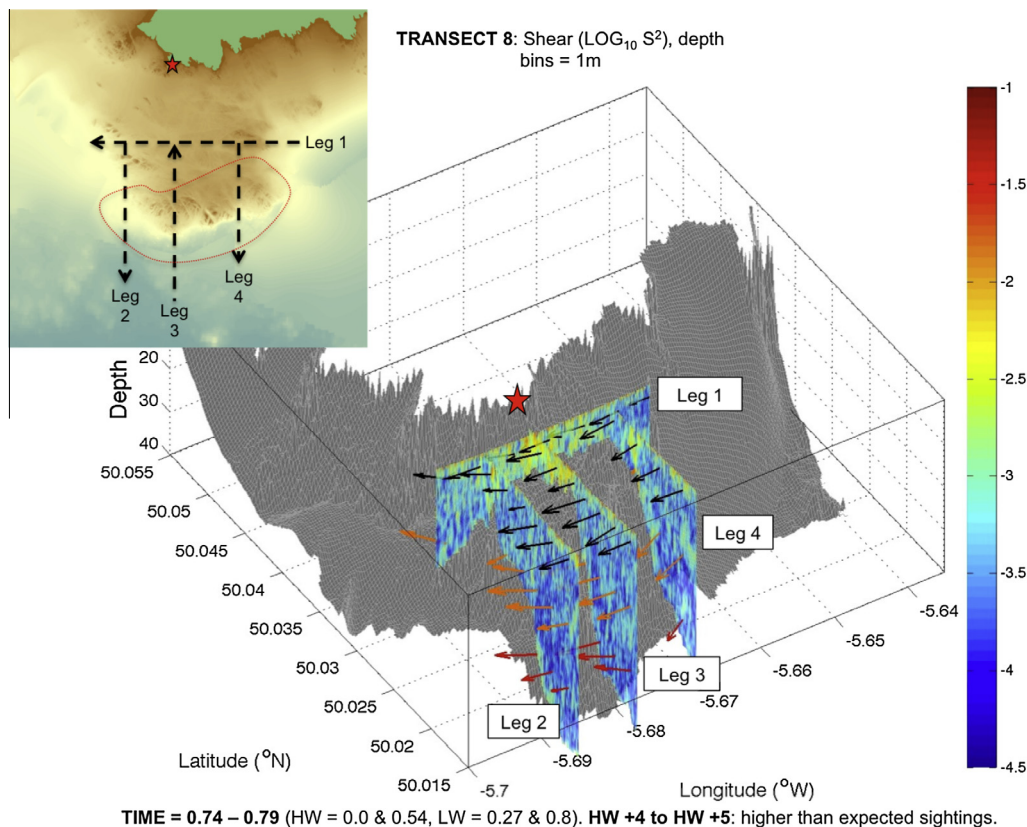 TRANSECT 8: Shear (LOG₁₀ S²), depth
bins = 1m
Leg 1
Leg
2
Leg
3
Leg
4
-1
-1.5
-2
-2.5
-3
-3.5
-4
-4.5
Depth
20
30
40
50.055
50.05
50.045
50.04
50.035
50.03
50.025
50.02
50.015
Latitude (°N)
Leg 1
Leg 4
Leg 3
Leg 2
-5.7
-5.69
-5.68
-5.67
-5.66
-5.65
-5.64
Longitude (°W)
TIME = 0.74 – 0.79 (HW = 0.0 & 0.54, LW = 0.27 & 0.8). HW +4 to HW +5: higher than expected sightings.